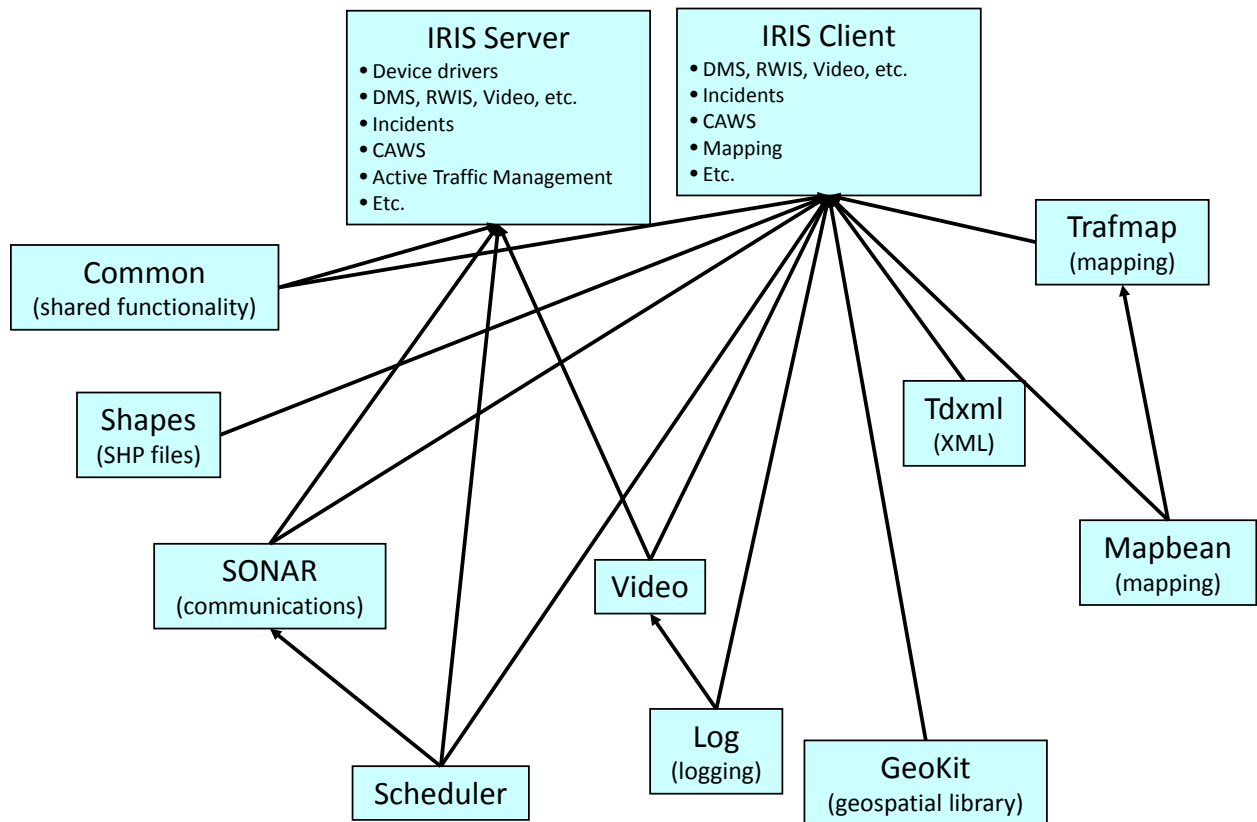 IRIS Server
• Device drivers
• DMS, RWIS, Video, etc.
• Incidents
• CAWS
• Active Traffic Management
• Etc.
IRIS Client
• DMS, RWIS, Video, etc.
• Incidents
• CAWS
• Mapping
• Etc.
Trafmap
(mapping)
Common
(shared functionality)
Shapes
(SHP files)
Tdxml
(XML)
SONAR
(communications)
Video
Mapbean
(mapping)
Log
(logging)
Scheduler
GeoKit
(geospatial library)